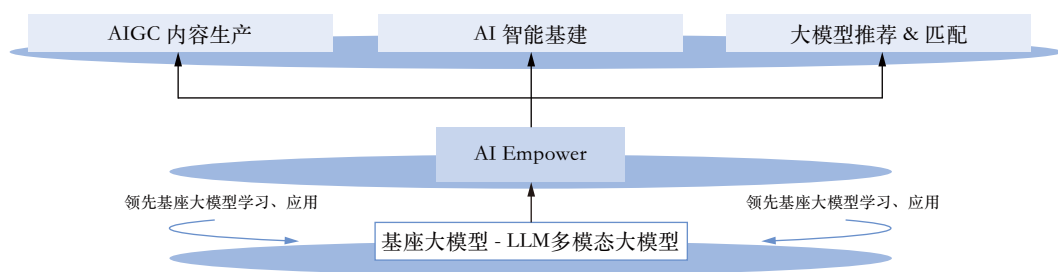 AIGC 内容生产
AI 智能基建
大模型推荐 & 匹配
AI Empower
领先基座大模型学习、应用
领先基座大模型学习、应用
基座大模型 - LLM多模态大模型